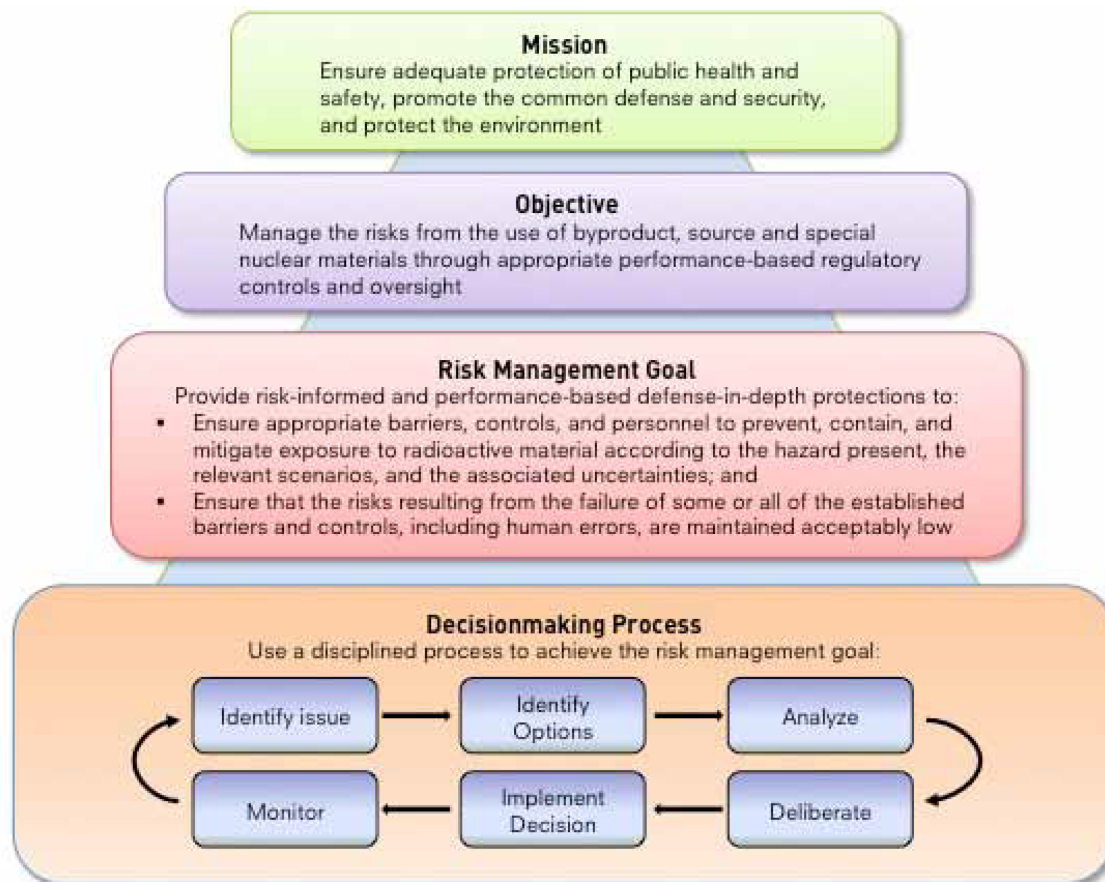 Mission
Ensure adequate protection of public health and
safety, promote the common defense and security,
and protect the environment
Objective
Manage the risks from the use of byproduct, source and special
nuclear materials through appropriate performance-based regulatory
controls and oversight
Risk Management Goal
Provide risk-informed and performance-based defense-in-depth protections to:
▪ Ensure appropriate barriers, controls, and personnel to prevent, contain, and
mitigate exposure to radioactive material according to the hazard present, the
relevant scenarios, and the associated uncertainties; and
▪ Ensure that the risks resulting from the failure of some or all of the established
barriers and controls, including human errors, are maintained acceptably low
Decisionmaking Process
Use a disciplined process to achieve the risk management goal:
Identify issue
Identify
Options
Analyze
Deliberate
Implement
Decision
Monitor